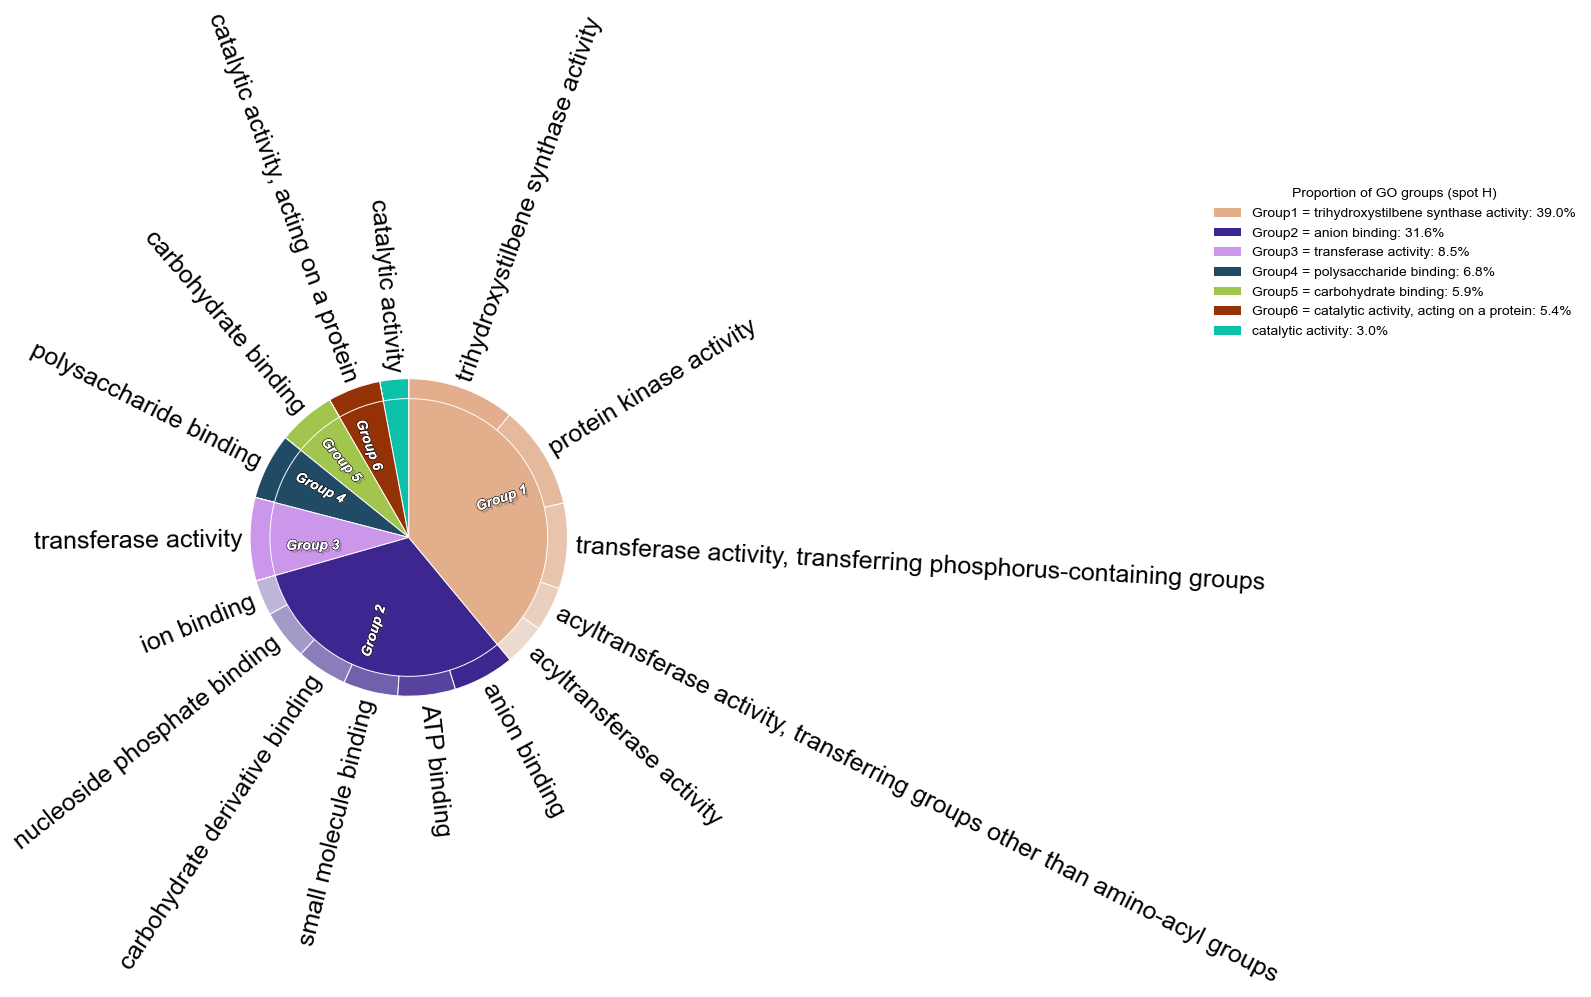 catalytic activity, acting on a protein
trihydroxystilbene synthase activity
catalytic activity
carbohydrate binding
polysaccharide binding
protein kinase activity
transferase activity
transferase activity, transferring phosphorus-containing groups
ion binding
acyltransferase activity, transferring groups other than amino-acyl groups
nucleoside phosphate binding
acyltransferase activity
carbohydrate derivative binding
anion binding
small molecule binding
ATP binding
Group 6
Group 5
Group 4
Group 1
Group 3
Group 2
Proportion of GO groups (spot H)
Group1 = trihydroxystilbene synthase activity: 39.0%
Group2 = anion binding: 31.6%
Group3 = transferase activity: 8.5%
Group4 = polysaccharide binding: 6.8%
Group5 = carbohydrate binding: 5.9%
Group6 = catalytic activity, acting on a protein: 5.4%
catalytic activity: 3.0%